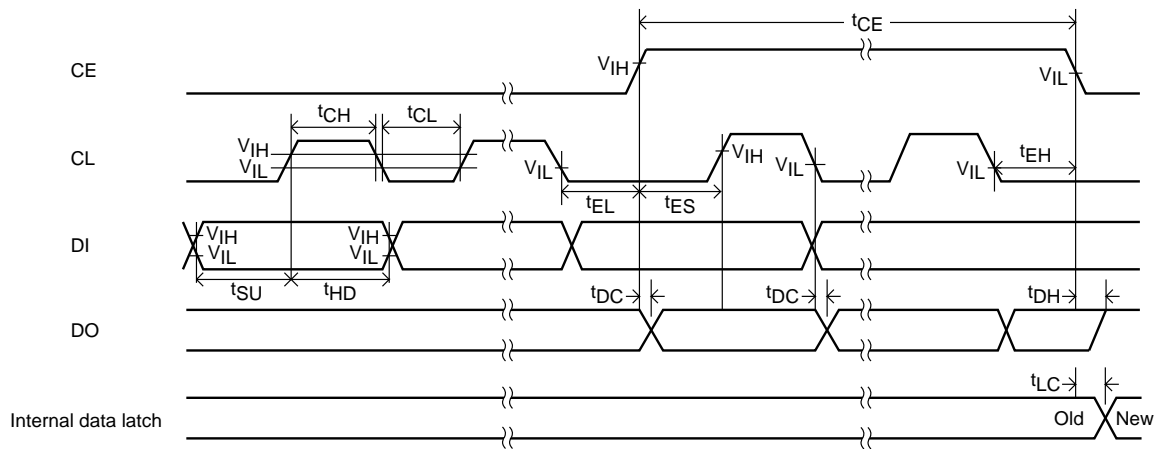 tCE
CE
VIH
VIL
tCH
tCL
CL
VIH
VIL
VIL
VIH
VIL
VIL
tEH
tEL
tES
DI
VIH
VIL
VIH
VIL
tSU
tHD
tDC
tDC
tDH
DO
tLC
Internal data latch
Old
New